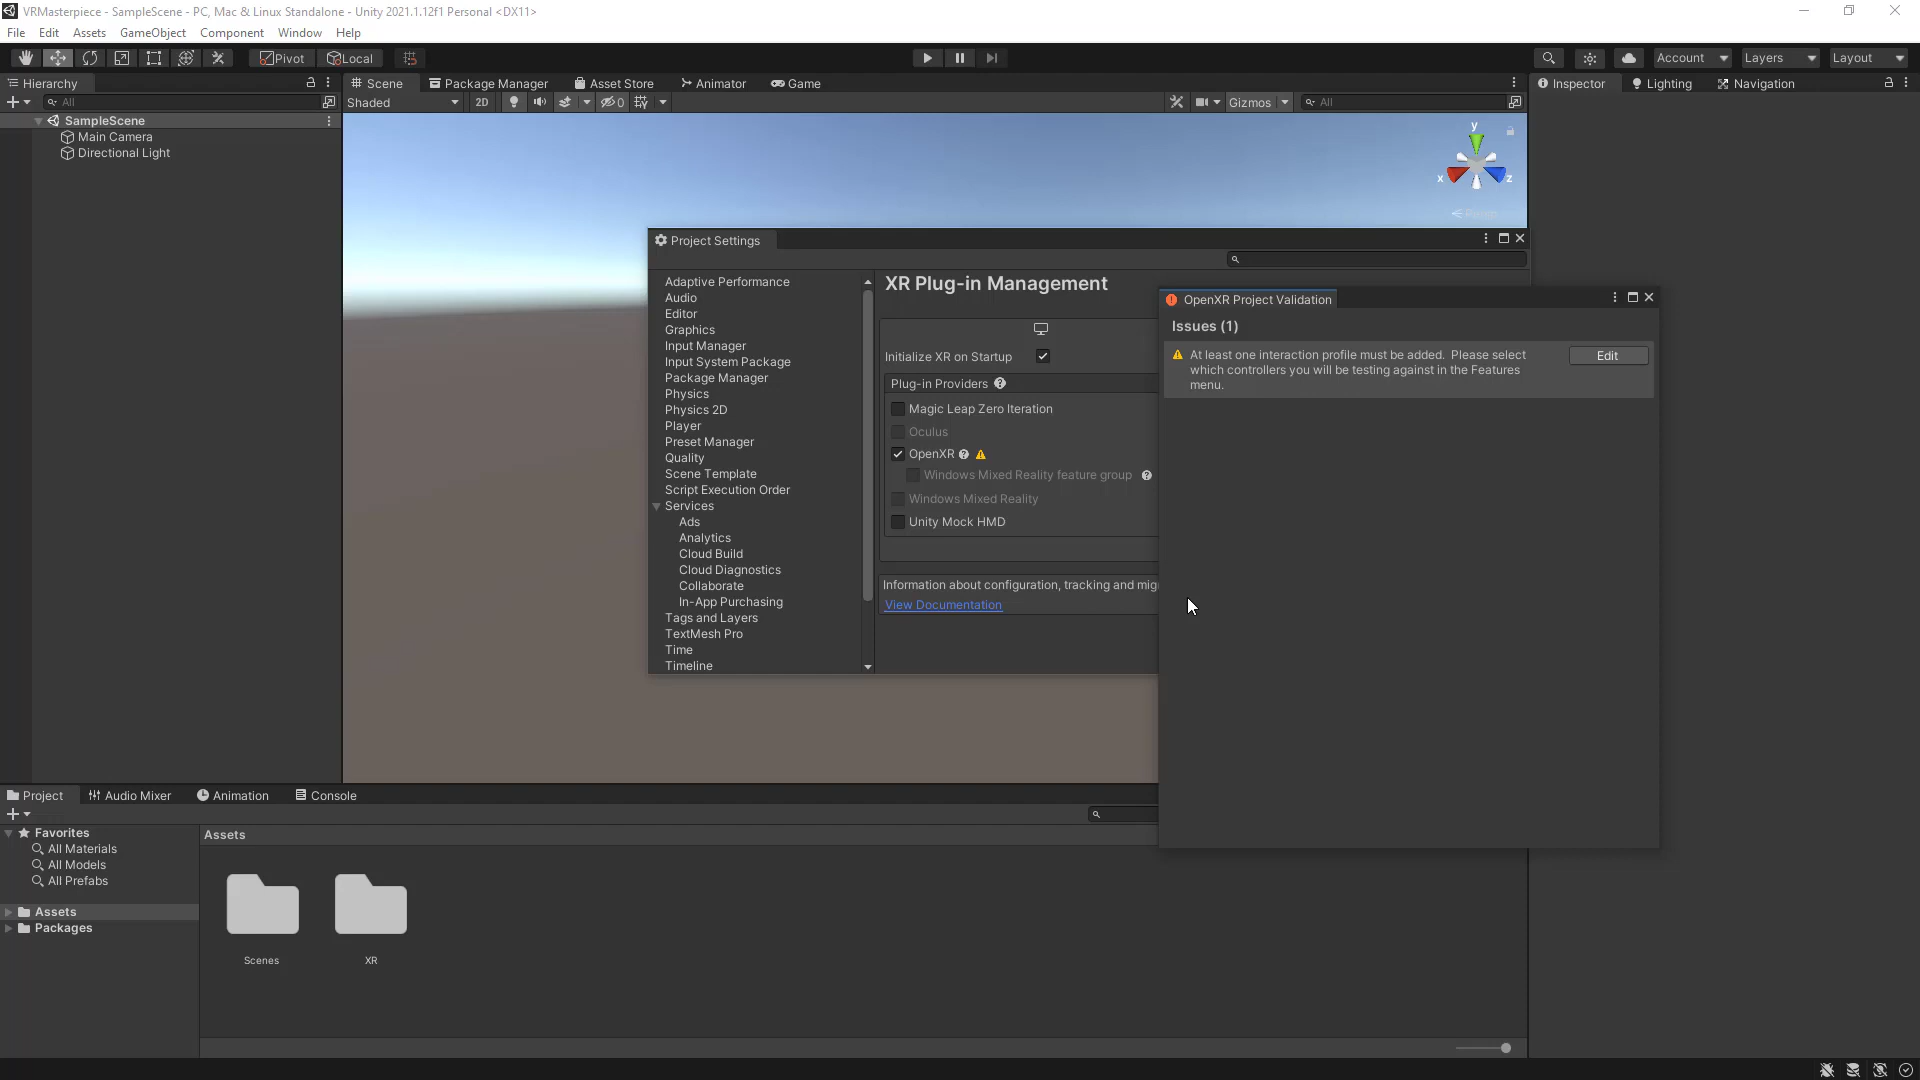 VRMasterpiece - SampleScene - PC, Mac & Linux Standalone - Unity 2021.1.12f1 Personal <DX11>
File Edit Assets GameObject Component Window Help
Pivot Local Account Layers Layout
Hierarchy
All
SampleScene
Main Camera
Directional Light
Scene Package Manager Asset Store Animator Game
Shaded 2D 0 Gizmos All
y
x z
Persp
Inspector Lighting Navigation
Project Settings
Adaptive Performance
Audio
Editor
Graphics
Input Manager
Input System Package
Package Manager
Physics
Physics 2D
Player
Preset Manager
Quality
Scene Template
Script Execution Order
Services
Ads
Analytics
Cloud Build
Cloud Diagnostics
Collaborate
In-App Purchasing
Tags and Layers
TextMesh Pro
Time
Timeline
XR Plug-in Management
Initialize XR on Startup
Plug-in Providers
Magic Leap Zero Iteration
Oculus
OpenXR
Windows Mixed Reality feature group
Windows Mixed Reality
Unity Mock HMD
Information about configuration, tracking and mig
View Documentation
OpenXR Project Validation
Issues (1)
At least one interaction profile must be added. Please select
which controllers you will be testing against in the Features
menu.
Edit
Project Audio Mixer Animation Console
Favorites
All Materials
All Models
All Prefabs
Assets
Packages
Assets
Scenes XR